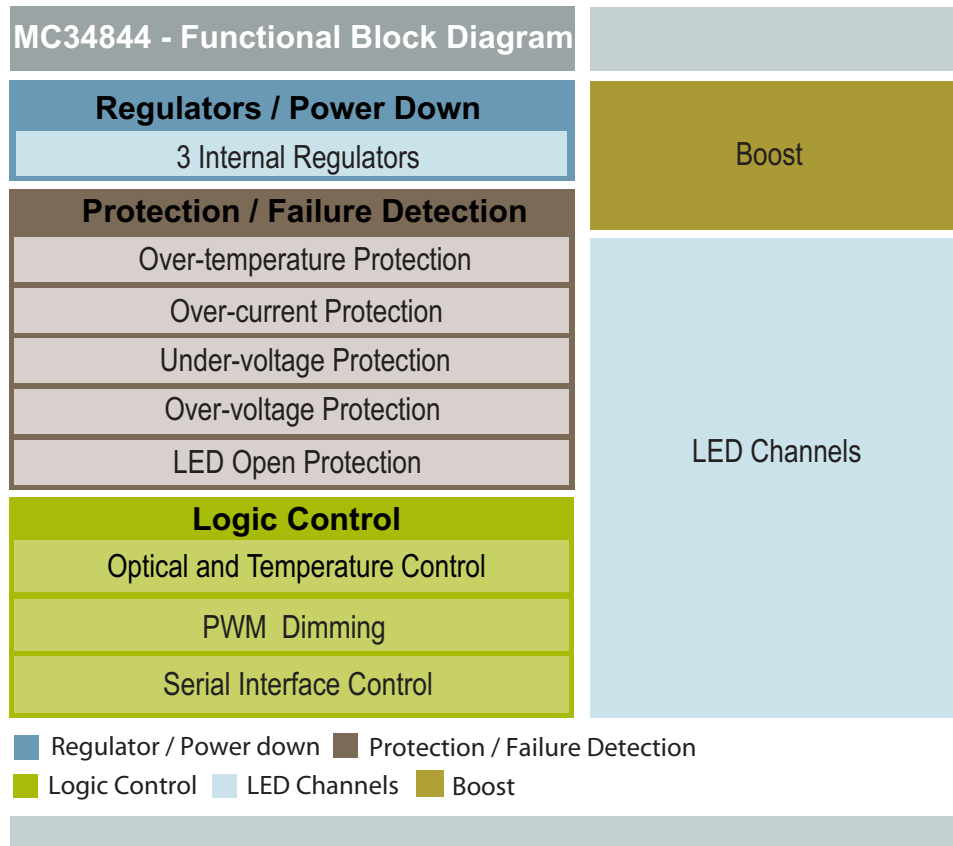 MC34844 - Functional Block Diagram
Regulators / Power Down
3 Internal Regulators
Protection / Failure Detection
Over-temperature Protection
Over-current Protection
Under-voltage Protection
Over-voltage Protection
LED Open Protection
Logic Control
Optical and Temperature Control
PWM Dimming
Serial Interface Control
Boost
LED Channels
Regulator / Power down Protection / Failure Detection
Logic Control LED Channels Boost